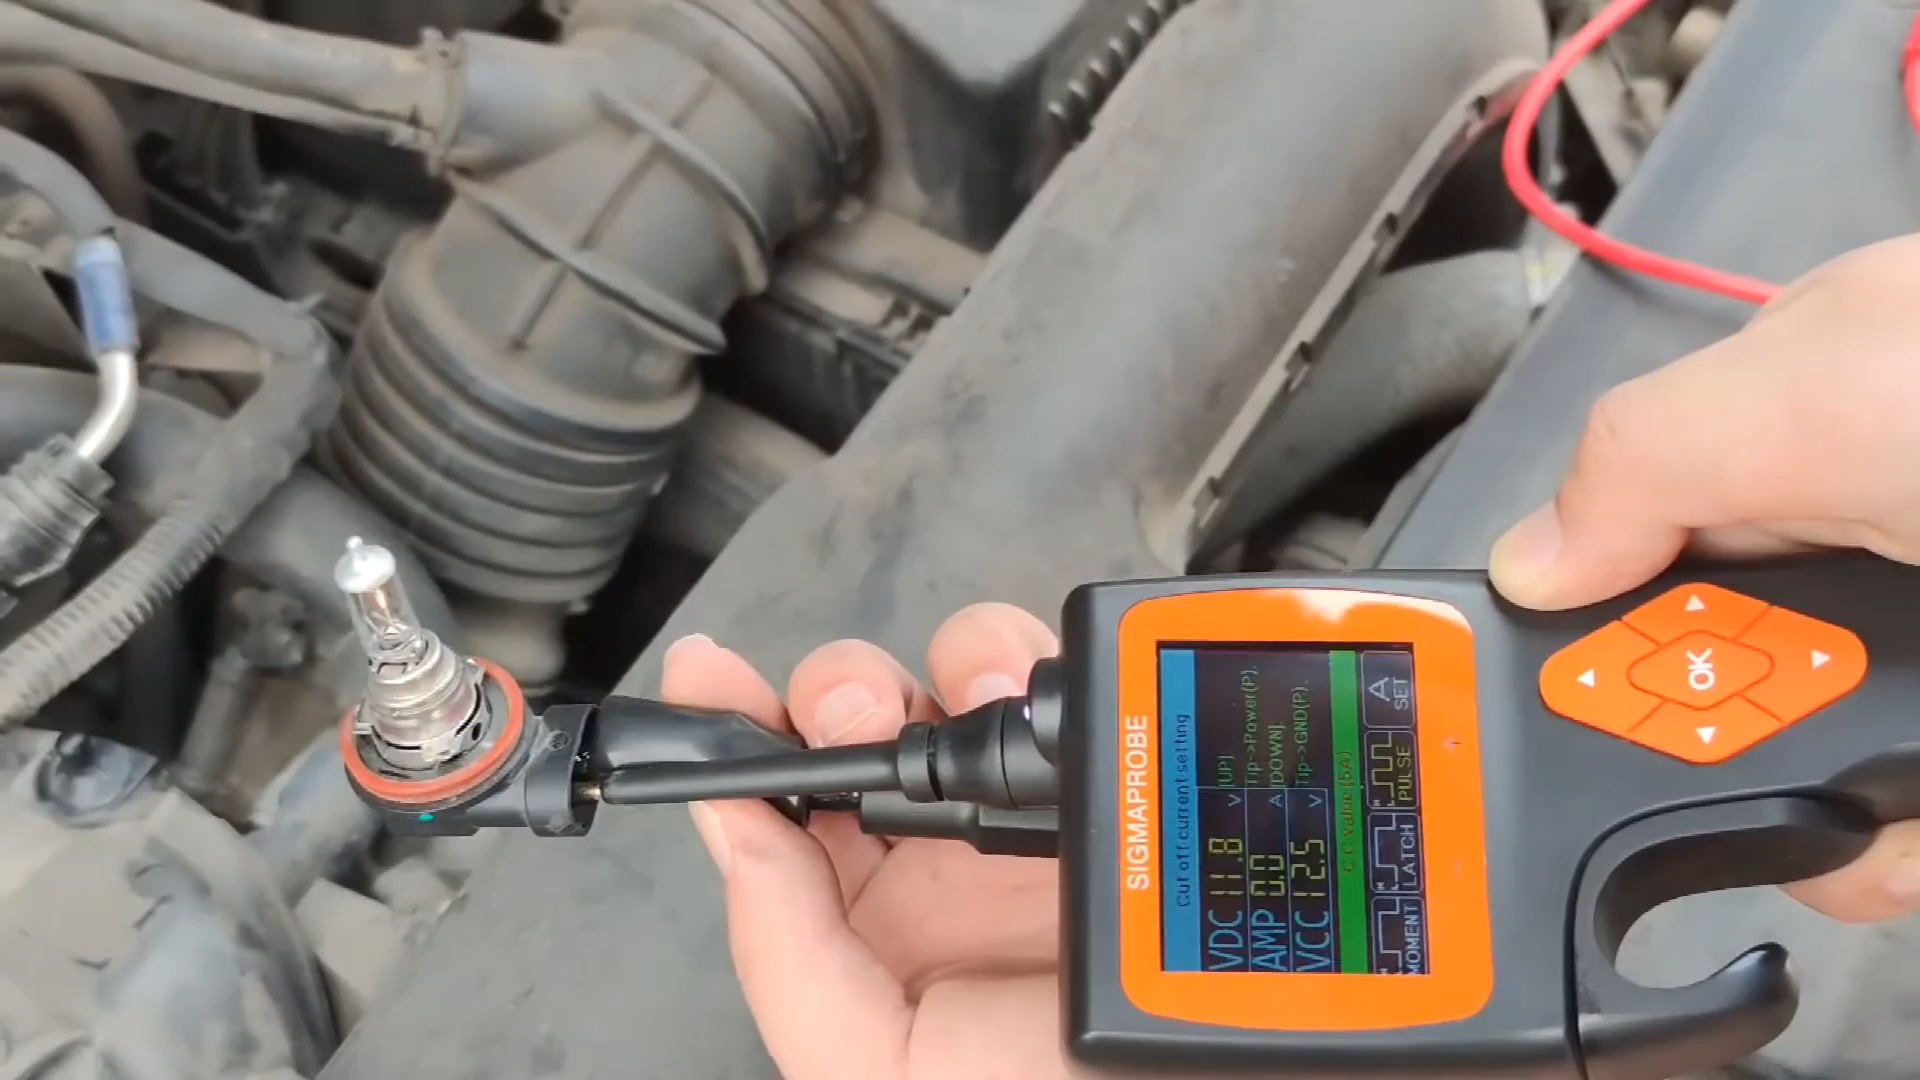 SIGMAPROBE
Cut off current setting
VDC 11.8 V
AMP 0.0 A
VCC 12.5 V
[UP]
Tip->Power(P).
[DOWN]
Tip->GND(P).
C.C value(5A)
MOMENT
LATCH
PULSE
A
SET
OK